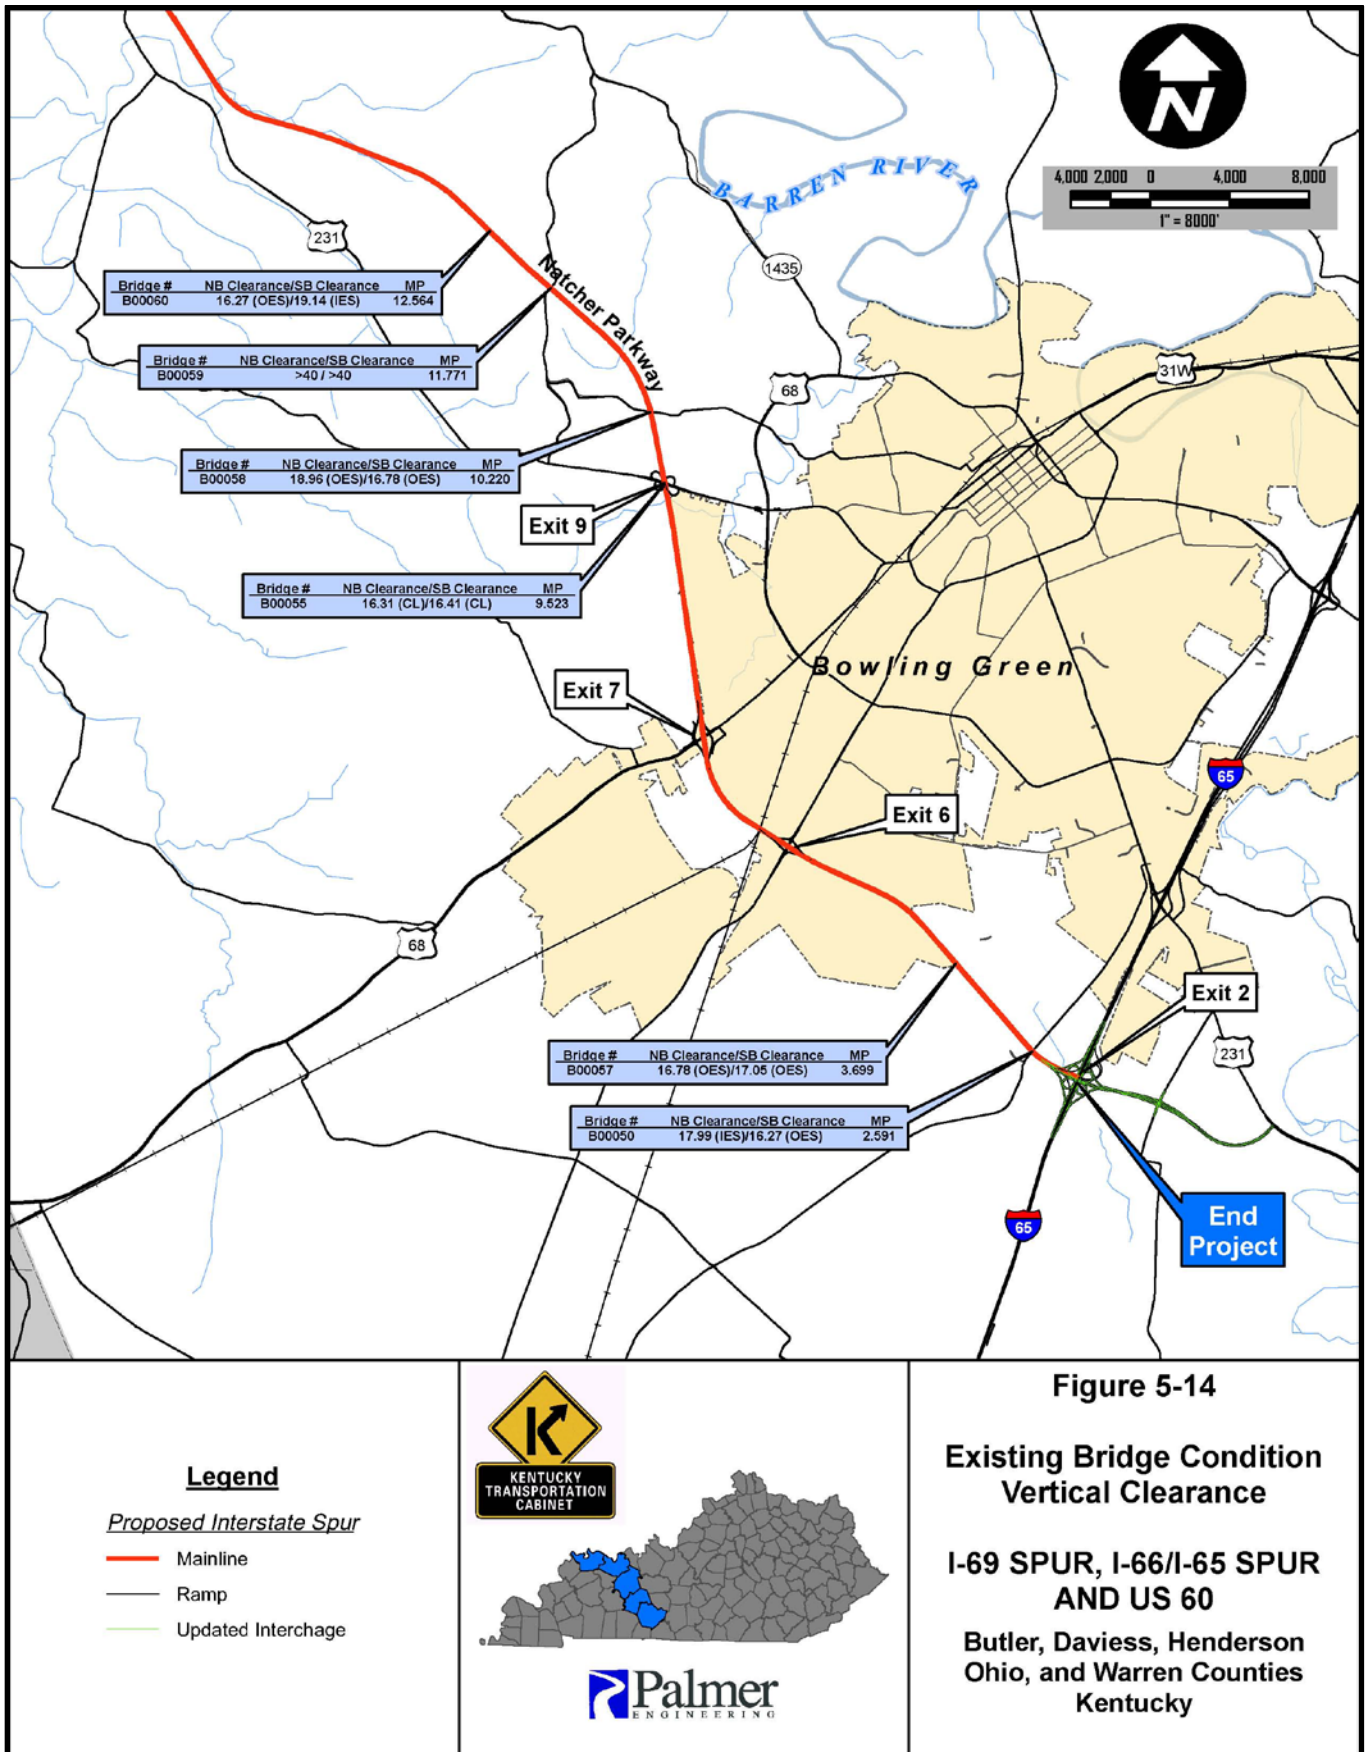 N
4,000 2,000 0 4,000 8,000
1" = 8000'
BARREN RIVER
231
1435
Natcher Parkway
Bridge # NB Clearance/SB Clearance MP
B00060 16.27 (OES)/19.14 (IES) 12.564
Bridge # NB Clearance/SB Clearance MP
B00059 >40 / >40 11.771
68
31W
Bridge # NB Clearance/SB Clearance MP
B00058 18.96 (OES)/16.78 (OES) 10.220
Exit 9
Bridge # NB Clearance/SB Clearance MP
B00055 16.31 (CL)/16.41 (CL) 9.523
Bowling Green
Exit 7
65
Exit 6
68
Exit 2
231
Bridge # NB Clearance/SB Clearance MP
B00057 16.78 (OES)/17.05 (OES) 3.699
Bridge # NB Clearance/SB Clearance MP
B00050 17.99 (IES)/16.27 (OES) 2.591
65
End
Project
Legend
Proposed Interstate Spur
Mainline
Ramp
Updated Interchage
KENTUCKY
TRANSPORTATION
CABINET
Palmer
ENGINEERING
Figure 5-14
Existing Bridge Condition
Vertical Clearance
I-69 SPUR, I-66/I-65 SPUR
AND US 60
Butler, Daviess, Henderson
Ohio, and Warren Counties
Kentucky